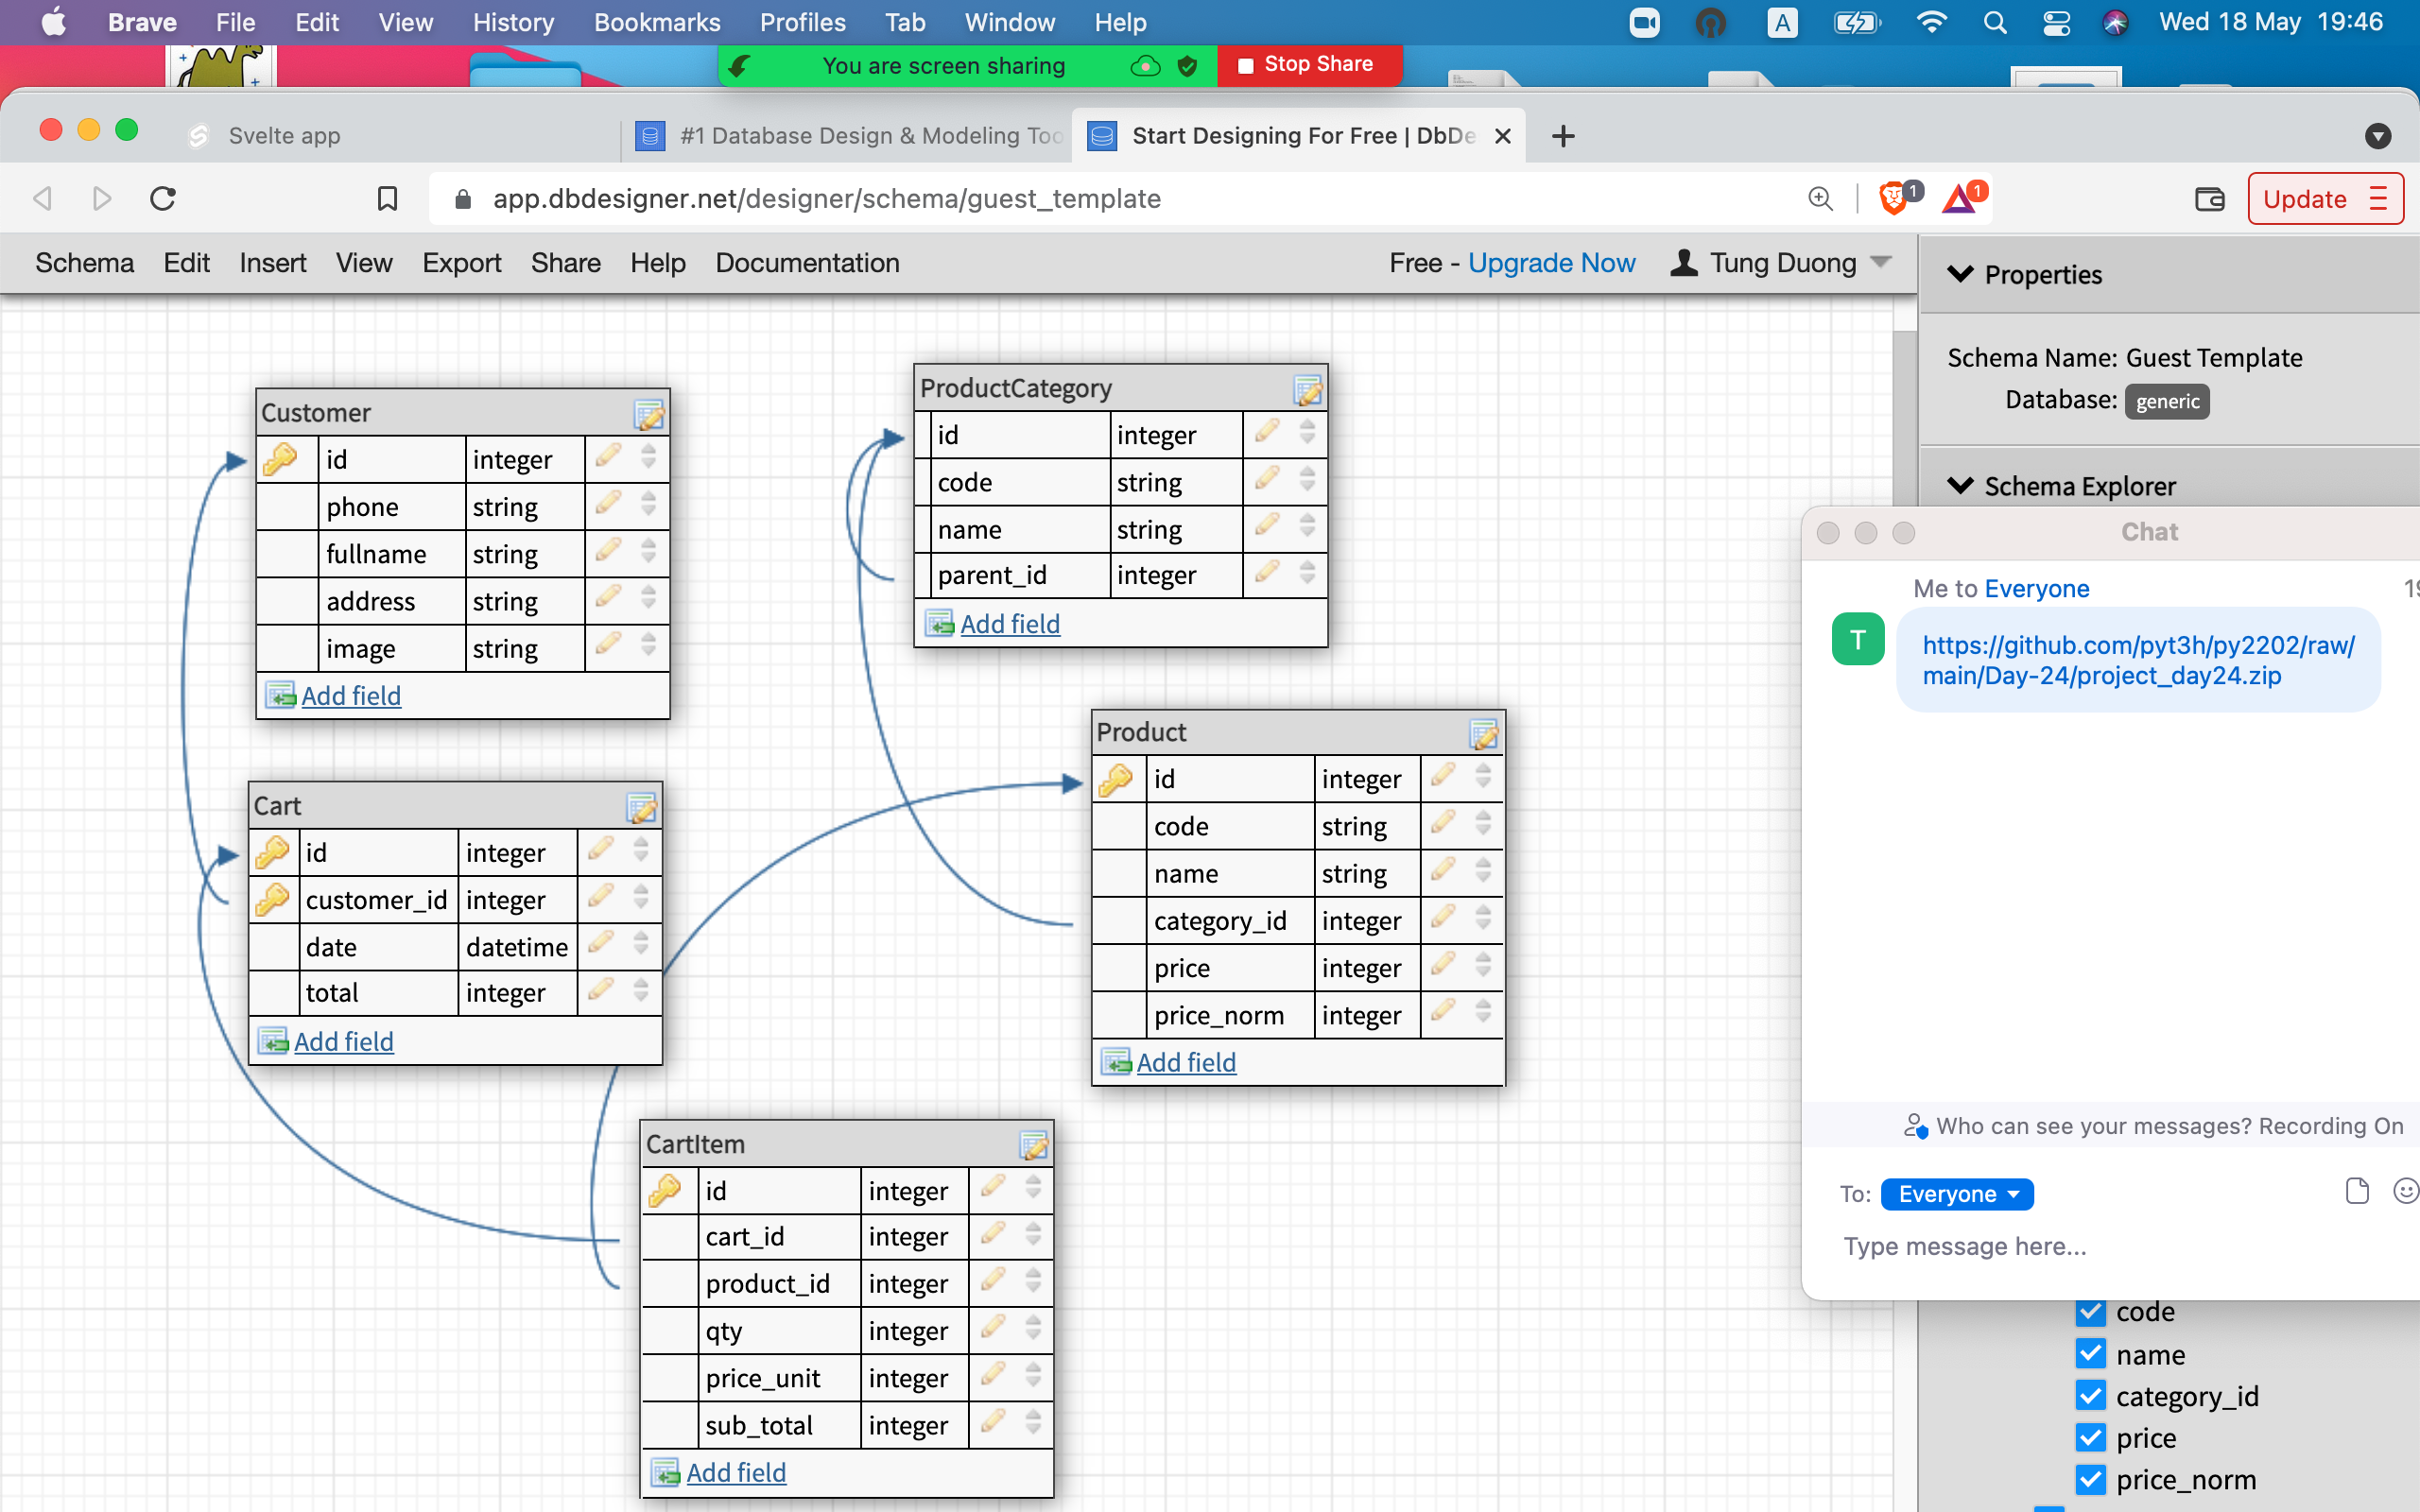 Brave File Edit View History Bookmarks Profiles Tab Window Help A Wed 18 May 19:46
You are screen sharing Stop Share
Svelte app #1 Database Design & Modeling Too Start Designing For Free | DbDe
app.dbdesigner.net/designer/schema/guest_template 1 1 Update
Schema Edit Insert View Export Share Help Documentation Free - Upgrade Now Tung Duong
Properties
Schema Name: Guest Template
Database: generic
Schema Explorer
Customer
id integer
phone string
fullname string
address string
image string
Add field
ProductCategory
id integer
code string
name string
parent_id integer
Add field
Cart
id integer
customer_id integer
date datetime
total integer
Add field
Product
id integer
code string
name string
category_id integer
price integer
price_norm integer
Add field
CartItem
id integer
cart_id integer
product_id integer
qty integer
price_unit integer
sub_total integer
Add field
Chat
Me to Everyone
T
https://github.com/pyt3h/py2202/raw/
main/Day-24/project_day24.zip
Who can see your messages? Recording On
To: Everyone
Type message here...
code
name
category_id
price
price_norm